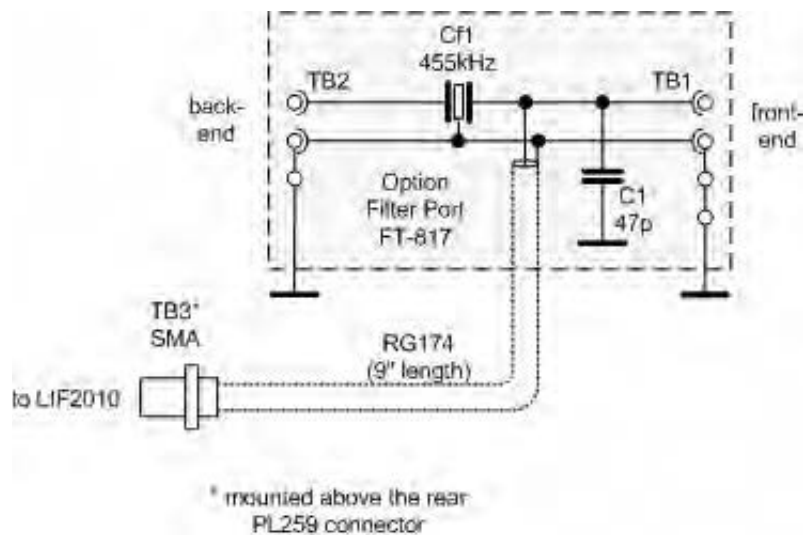 Cf1
455kHz
TB2
TB1
back-
end
front-
end
Option
Filter Port
FT-817
C1
47p
TB3*
SMA
RG174
(9" length)
to LIF2010
* mounted above the rear
PL259 connector